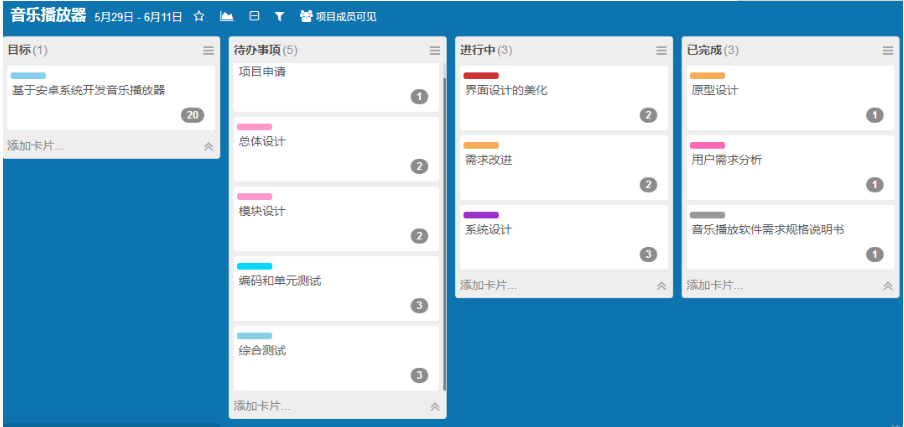 音乐播放器 5月29日 - 6月11日 项目成员可见
目标(1)
基于安卓系统开发音乐播放器
20
添加卡片...
待办事项(5)
项目申请
1
总体设计
2
模块设计
2
编码和单元测试
3
综合测试
3
添加卡片...
进行中(3)
界面设计的美化
2
需求改进
2
系统设计
3
添加卡片...
已完成(3)
原型设计
1
用户需求分析
1
音乐播放软件需求规格说明书
1
添加卡片...